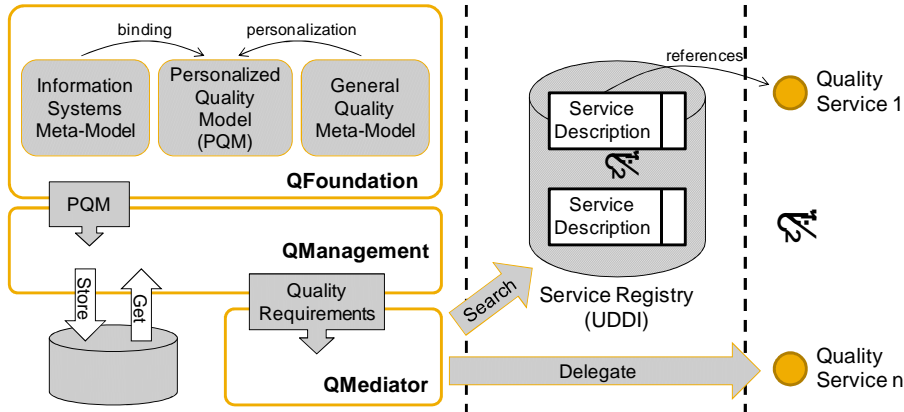 binding
personalization
Information
Systems
Meta-Model
Personalized
Quality
Model
(PQM)
General
Quality
Meta-Model
QFoundation
PQM
QManagement
Store
Get
Quality
Requirements
QMediator
Search
Delegate
references
Service
Description
Service
Description
Service Registry
(UDDI)
Quality
Service 1
Quality
Service n